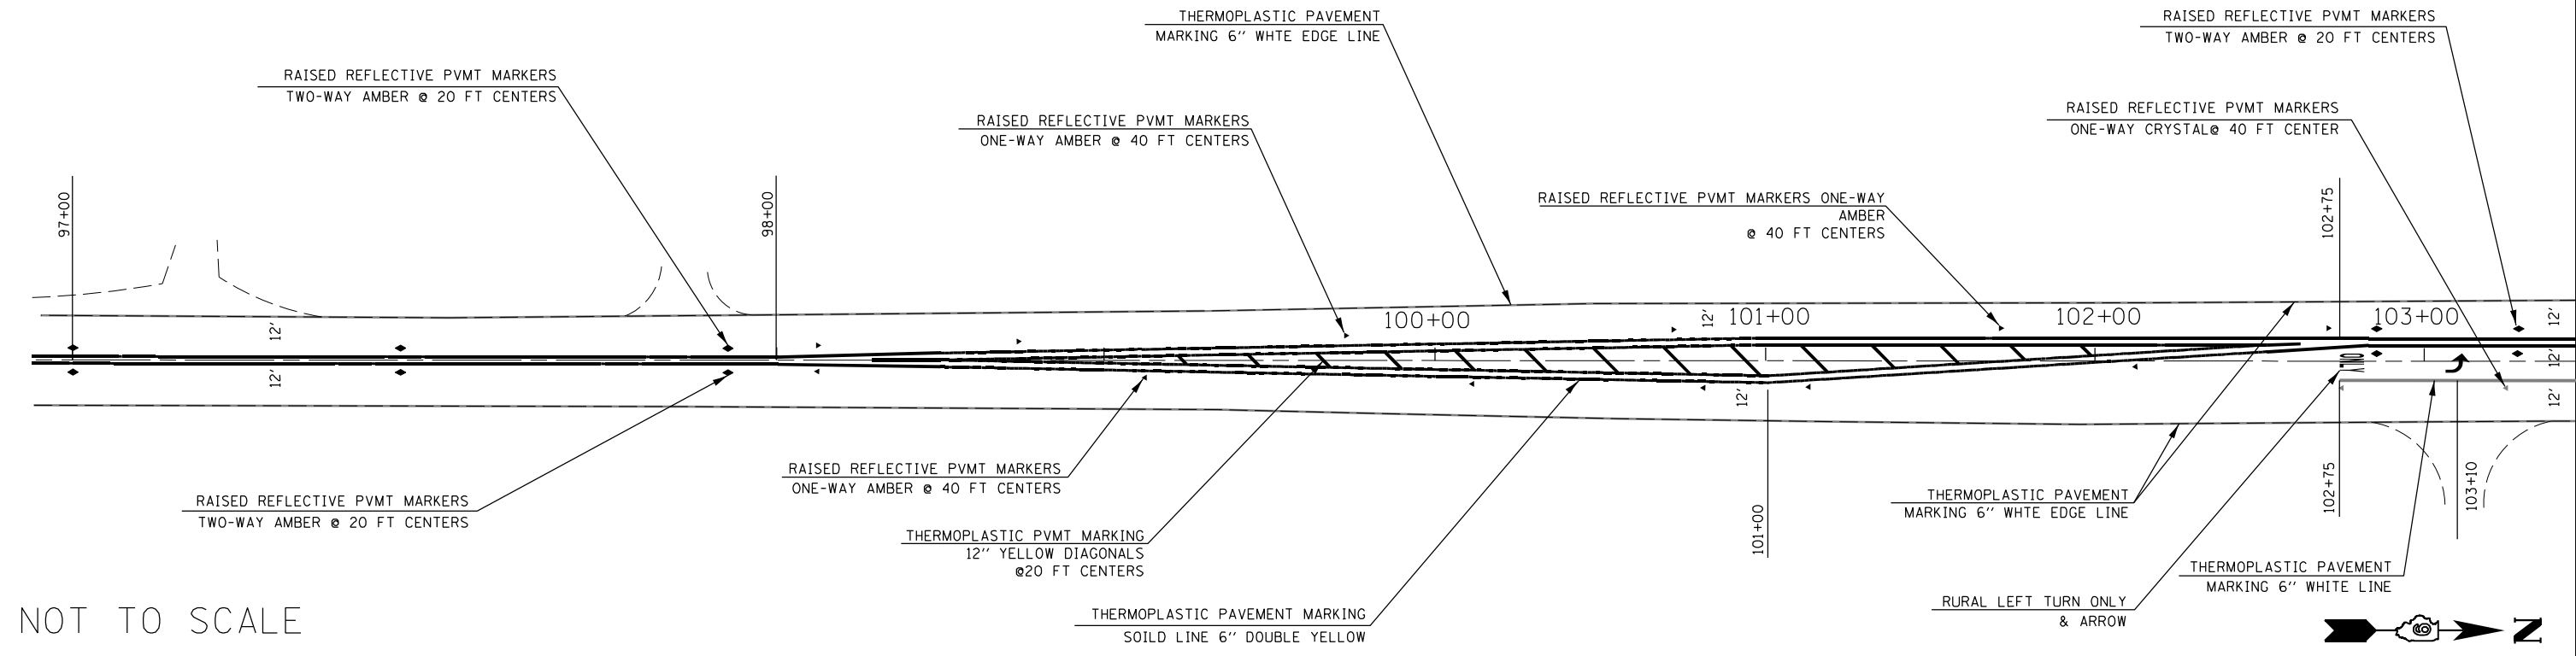 THERMOPLASTIC PAVEMENT
MARKING 6'' WHTE EDGE LINE
RAISED REFLECTIVE PVMT MARKERS
TWO-WAY AMBER @ 20 FT CENTERS
RAISED REFLECTIVE PVMT MARKERS
TWO-WAY AMBER @ 20 FT CENTERS
RAISED REFLECTIVE PVMT MARKERS
ONE-WAY AMBER @ 40 FT CENTERS
RAISED REFLECTIVE PVMT MARKERS
ONE-WAY CRYSTAL@ 40 FT CENTER
RAISED REFLECTIVE PVMT MARKERS ONE-WAY
AMBER
@ 40 FT CENTERS
97+00
98+00
102+75
12'
12'
100+00
12'
101+00
102+00
103+00
12'
12'
12'
12'
RAISED REFLECTIVE PVMT MARKERS
TWO-WAY AMBER @ 20 FT CENTERS
RAISED REFLECTIVE PVMT MARKERS
ONE-WAY AMBER @ 40 FT CENTERS
THERMOPLASTIC PVMT MARKING
12'' YELLOW DIAGONALS
@20 FT CENTERS
THERMOPLASTIC PAVEMENT MARKING
SOILD LINE 6'' DOUBLE YELLOW
101+00
THERMOPLASTIC PAVEMENT
MARKING 6'' WHTE EDGE LINE
102+75
103+10
THERMOPLASTIC PAVEMENT
MARKING 6'' WHITE LINE
RURAL LEFT TURN ONLY
& ARROW
NOT TO SCALE
N